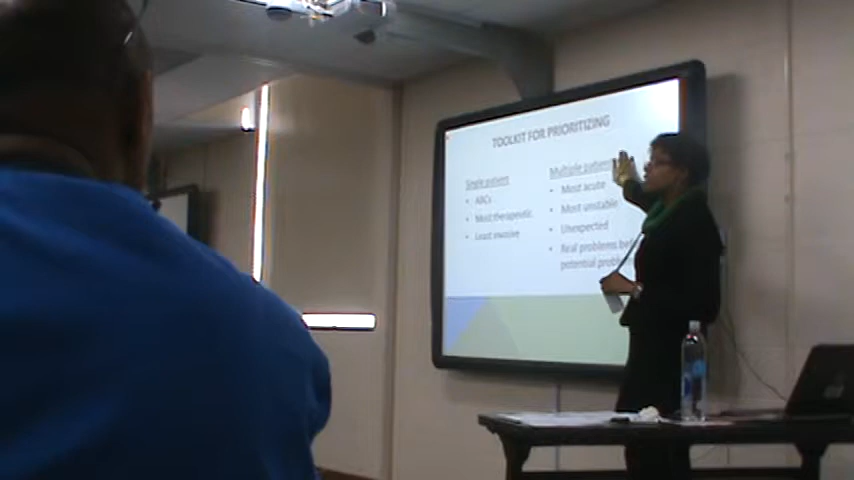 TOOLKIT FOR PRIORITIZING
Single patient
• ABCs
• Most therapeutic
• Least invasive
Multiple patient
• Most acute
• Most unstable
• Unexpected
• Real problems
potential